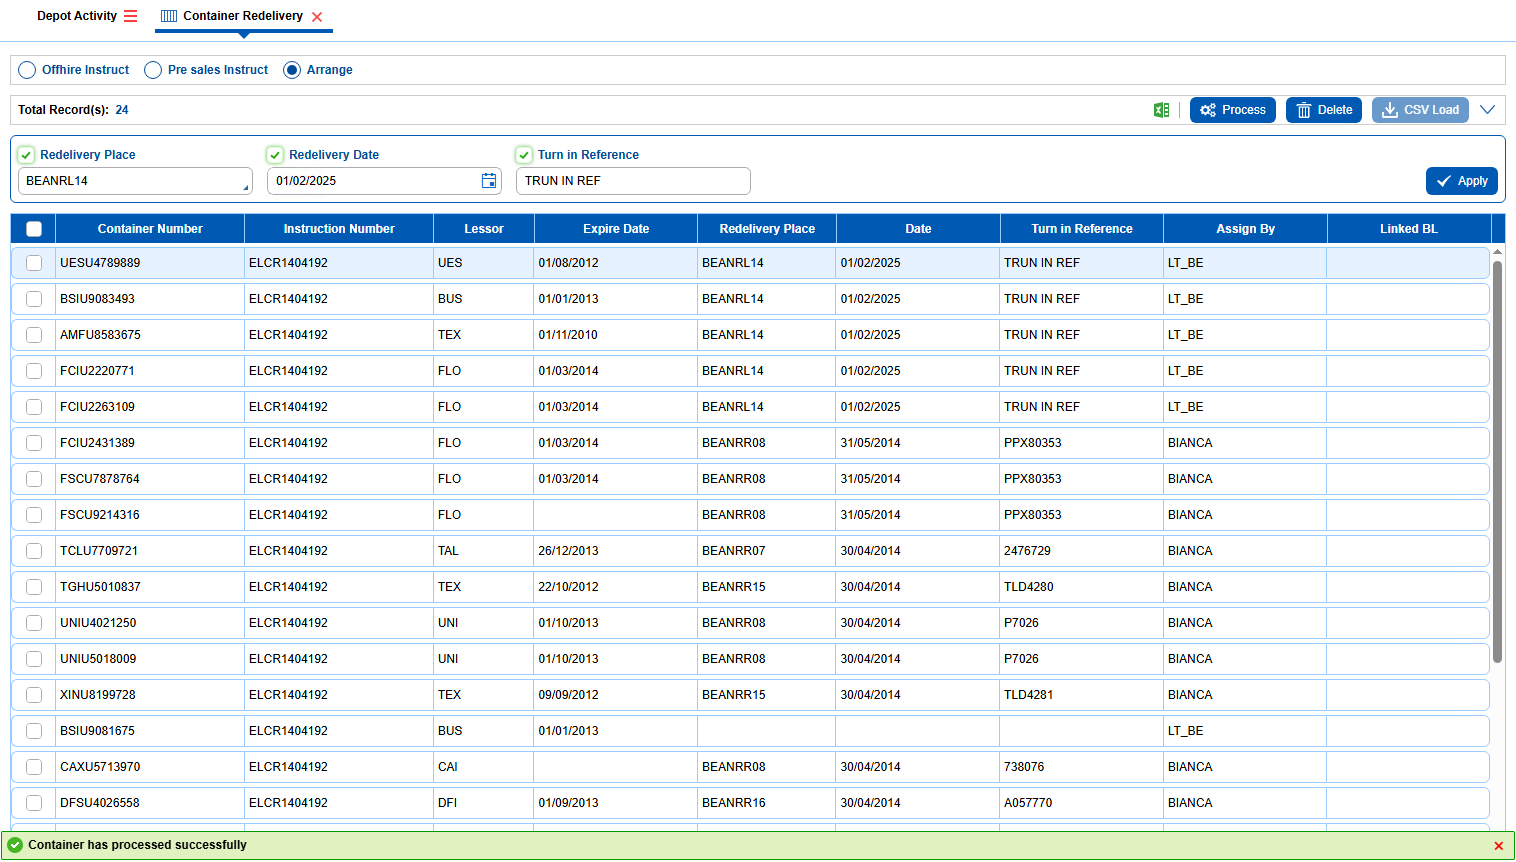 Depot Activity Container Redelivery
Offhire Instruct Pre sales Instruct Arrange
Total Record(s): 24 Process Delete CSV Load
Redelivery Place Redelivery Date Turn in Reference
BEANRL14 01/02/2025 TRUN IN REF Apply
Container Number Instruction Number Lessor Expire Date Redelivery Place Date Turn in Reference Assign By Linked BL
UESU4789889 ELCR1404192 UES 01/08/2012 BEANRL14 01/02/2025 TRUN IN REF LT_BE
BSIU9083493 ELCR1404192 BUS 01/01/2013 BEANRL14 01/02/2025 TRUN IN REF LT_BE
AMFU8583675 ELCR1404192 TEX 01/11/2010 BEANRL14 01/02/2025 TRUN IN REF LT_BE
FCIU2220771 ELCR1404192 FLO 01/03/2014 BEANRL14 01/02/2025 TRUN IN REF LT_BE
FCIU2263109 ELCR1404192 FLO 01/03/2014 BEANRL14 01/02/2025 TRUN IN REF LT_BE
FCIU2431389 ELCR1404192 FLO 01/03/2014 BEANRR08 31/05/2014 PPX80353 BIANCA
FSCU7878764 ELCR1404192 FLO 01/03/2014 BEANRR08 31/05/2014 PPX80353 BIANCA
FSCU9214316 ELCR1404192 FLO BEANRR08 31/05/2014 PPX80353 BIANCA
TCLU7709721 ELCR1404192 TAL 26/12/2013 BEANRR07 30/04/2014 2476729 BIANCA
TGHU5010837 ELCR1404192 TEX 22/10/2012 BEANRR15 30/04/2014 TLD4280 BIANCA
UNIU4021250 ELCR1404192 UNI 01/10/2013 BEANRR08 30/04/2014 P7026 BIANCA
UNIU5018009 ELCR1404192 UNI 01/10/2013 BEANRR08 30/04/2014 P7026 BIANCA
XINU8199728 ELCR1404192 TEX 09/09/2012 BEANRR15 30/04/2014 TLD4281 BIANCA
BSIU9081675 ELCR1404192 BUS 01/01/2013 LT_BE
CAXU5713970 ELCR1404192 CAI BEANRR08 30/04/2014 738076 BIANCA
DFSU4026558 ELCR1404192 DFI 01/09/2013 BEANRR16 30/04/2014 A057770 BIANCA
Container has processed successfully